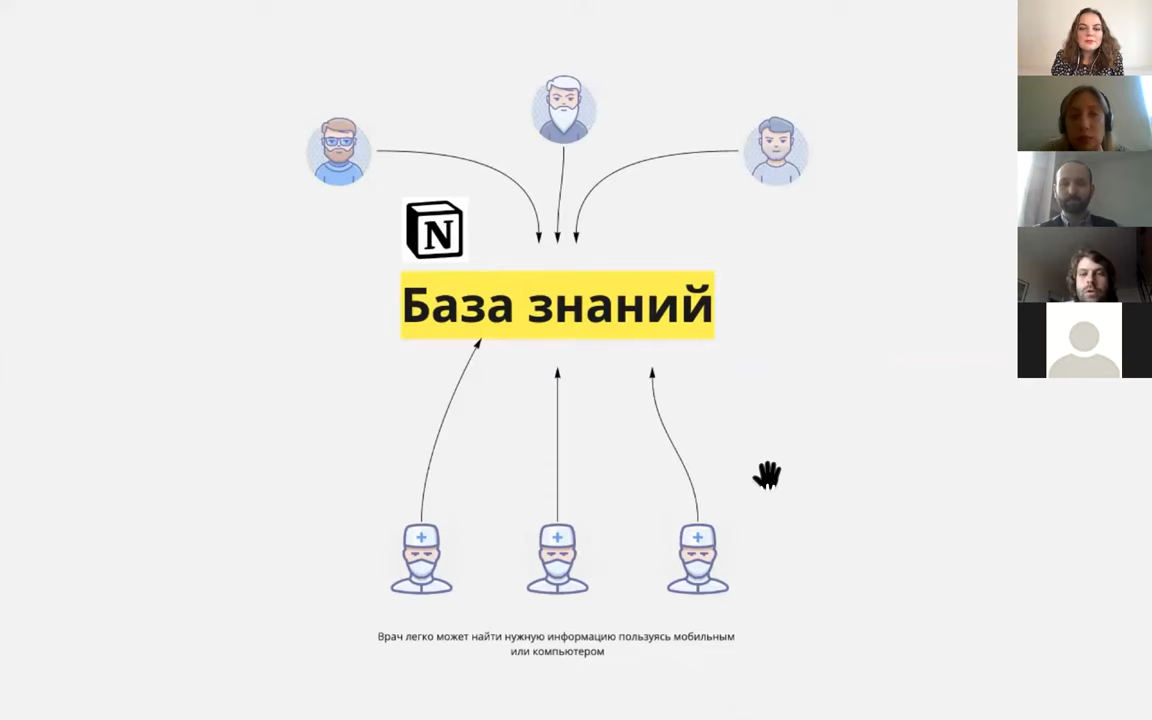 N
База знаний
Врач легко может найти нужную информацию пользуясь мобильным
или компьютером